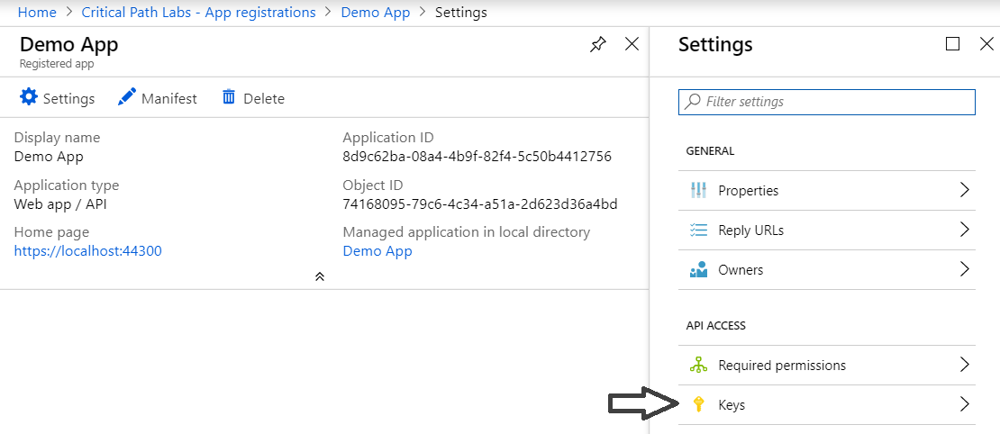 Home > Critical Path Labs - App registrations > Demo App > Settings
Demo App
Registered app
Settings Manifest Delete
Display name
Demo App
Application ID
8d9c62ba-08a4-4b9f-82f4-5c50b4412756
Application type
Web app / API
Object ID
74168095-79c6-4c34-a51a-2d623d36a4bd
Home page
https://localhost:44300
Managed application in local directory
Demo App
Settings
Filter settings
GENERAL
Properties
Reply URLs
Owners
API ACCESS
Required permissions
Keys